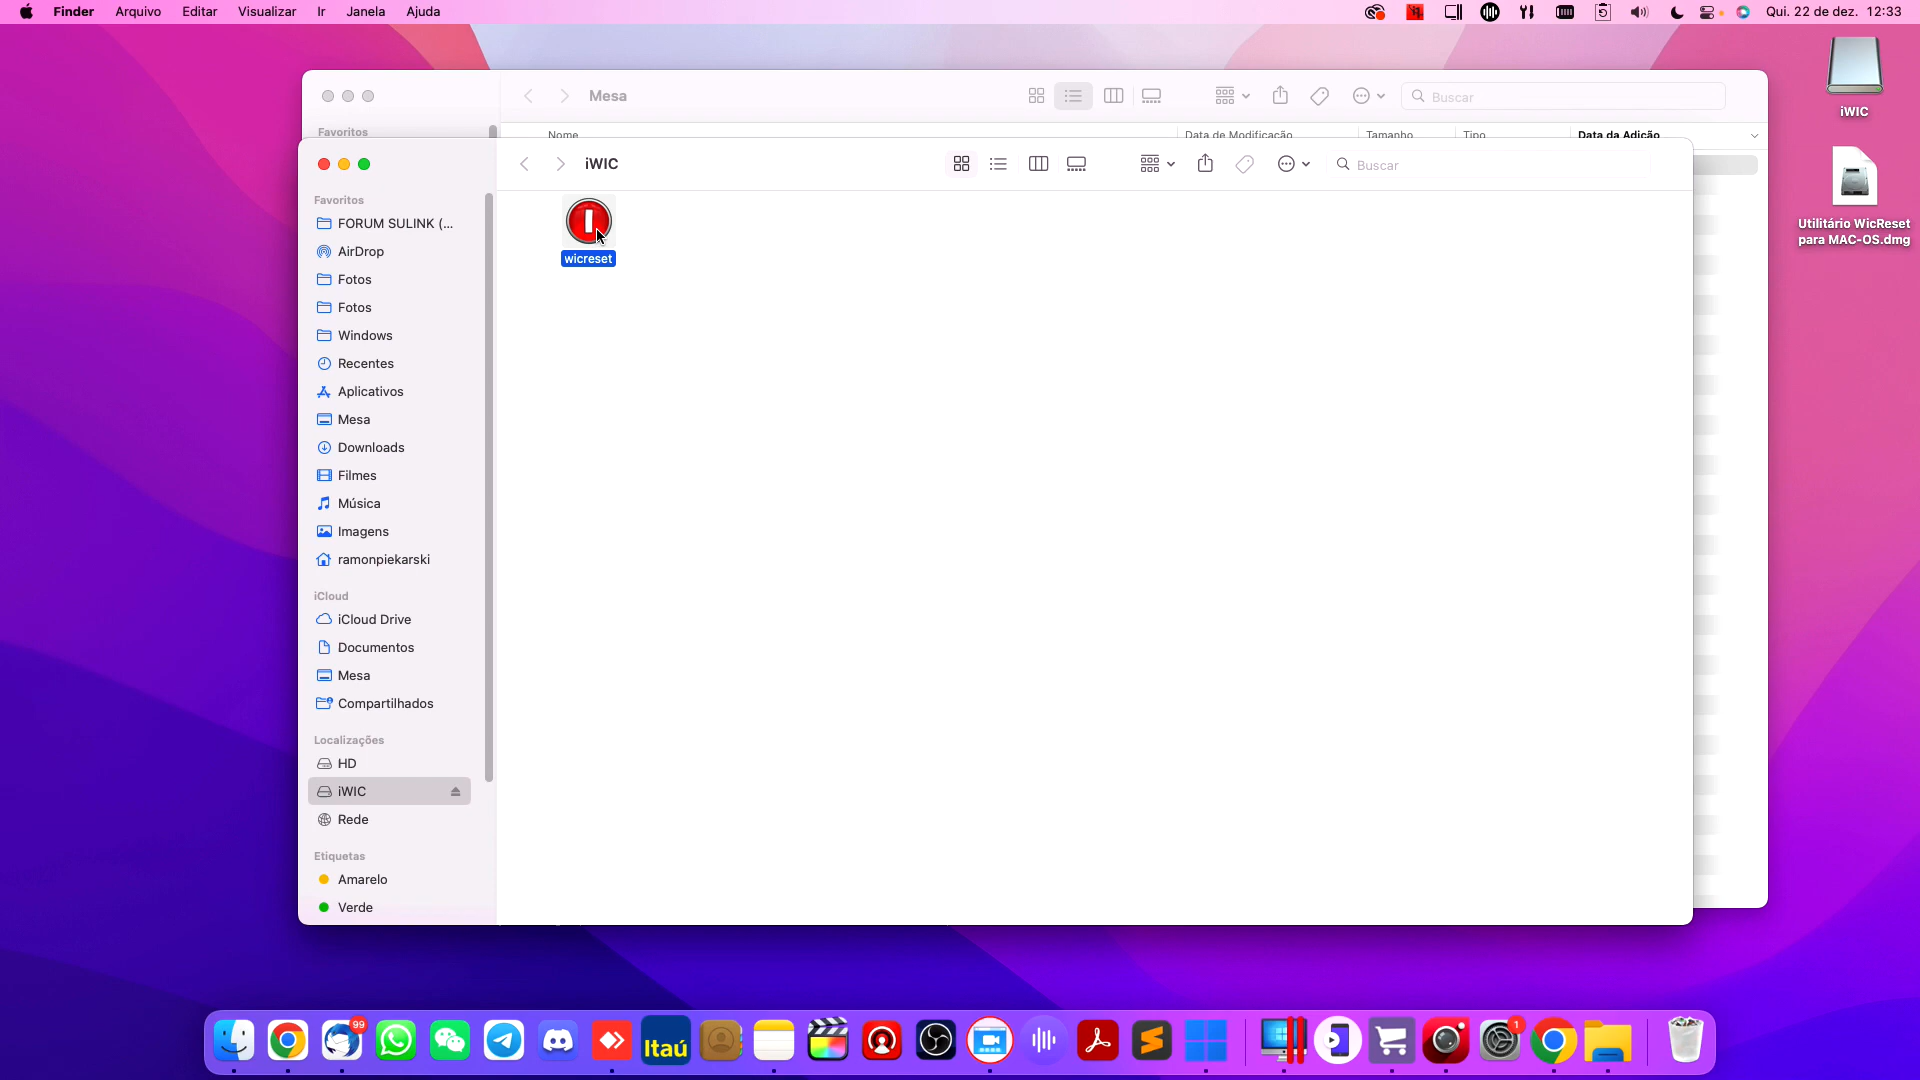 Finder Arquivo Editar Visualizar Ir Janela Ajuda Qui. 22 de dez. 12:33
Mesa Buscar
Favoritos
Nome Data de Modificação Tamanho Tipo Data da Adição
iWIC
Utilitário WicReset
para MAC-OS.dmg
iWIC Buscar
wicreset
Favoritos
FORUM SULINK (...
AirDrop
Fotos
Fotos
Windows
Recentes
Aplicativos
Mesa
Downloads
Filmes
Música
Imagens
ramonpiekarski
iCloud
iCloud Drive
Documentos
Mesa
Compartilhados
Localizações
HD
iWIC
Rede
Etiquetas
Amarelo
Verde
99
Itaú
1